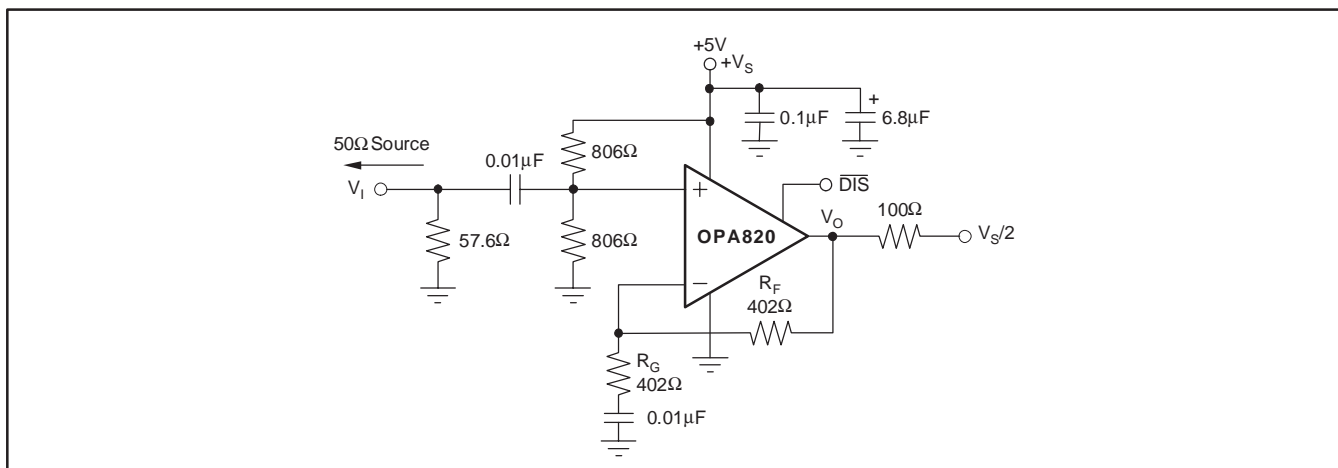 +5V
+V_S
0.1µF
+
6.8µF
50Ω Source
0.01µF
806Ω
V_I
+
DIS
57.6Ω
806Ω
OPA820
V_O
100Ω
V_S/2
−
R_F
402Ω
R_G
402Ω
0.01µF